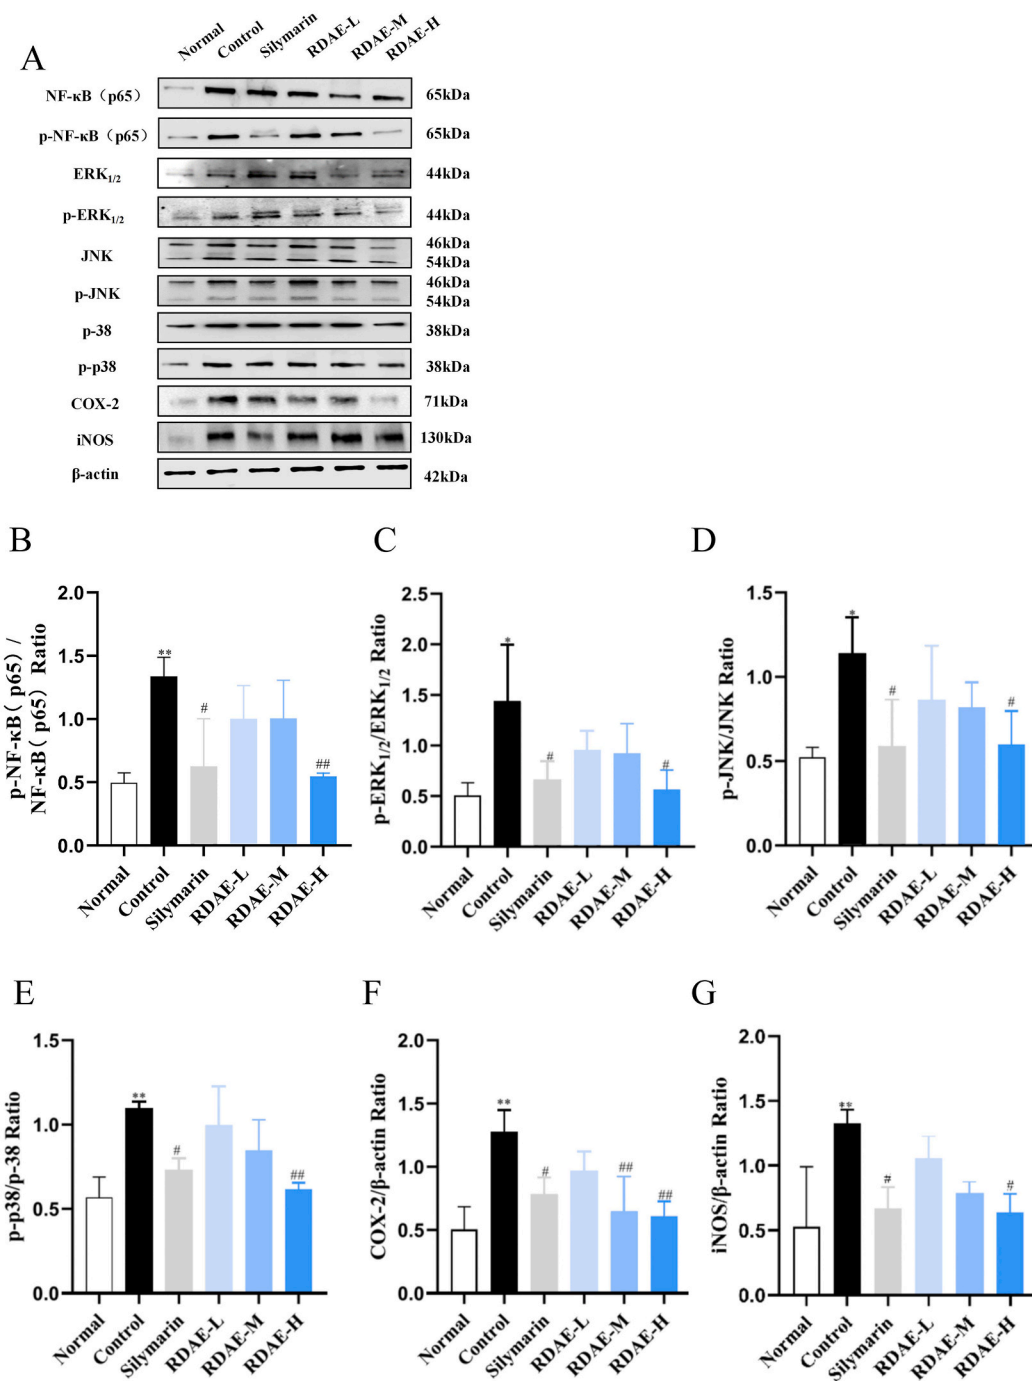 A
Normal
Control
Silymarin
RDAE-L
RDAE-M
RDAE-H
NF-κB（p65） 65kDa
p-NF-κB（p65） 65kDa
ERK1/2 44kDa
p-ERK1/2 44kDa
JNK 46kDa
54kDa
p-JNK 46kDa
54kDa
p-38 38kDa
p-p38 38kDa
COX-2 71kDa
iNOS 130kDa
β-actin 42kDa
B
p-NF-κB( p65) /
NF-κB( p65) Ratio
2.0
1.5
1.0
0.5
0.0
**
#
##
Normal
Control
Silymarin
RDAE-L
RDAE-M
RDAE-H
C
p-ERK1/2/ERK1/2 Ratio
2.5
2.0
1.5
1.0
0.5
0.0
*
#
#
Normal
Control
Silymarin
RDAE-L
RDAE-M
RDAE-H
D
p-JNK/JNK Ratio
1.5
1.0
0.5
0.0
*
#
#
Normal
Control
Silymarin
RDAE-L
RDAE-M
RDAE-H
E
p-p38/p-38 Ratio
1.5
1.0
0.5
0.0
**
#
##
Normal
Control
Silymarin
RDAE-L
RDAE-M
RDAE-H
F
COX-2/β-actin Ratio
2.0
1.5
1.0
0.5
0.0
**
#
##
##
Normal
Control
Silymarin
RDAE-L
RDAE-M
RDAE-H
G
iNOS/β-actin Ratio
2.0
1.5
1.0
0.5
0.0
**
#
#
Normal
Control
Silymarin
RDAE-L
RDAE-M
RDAE-H